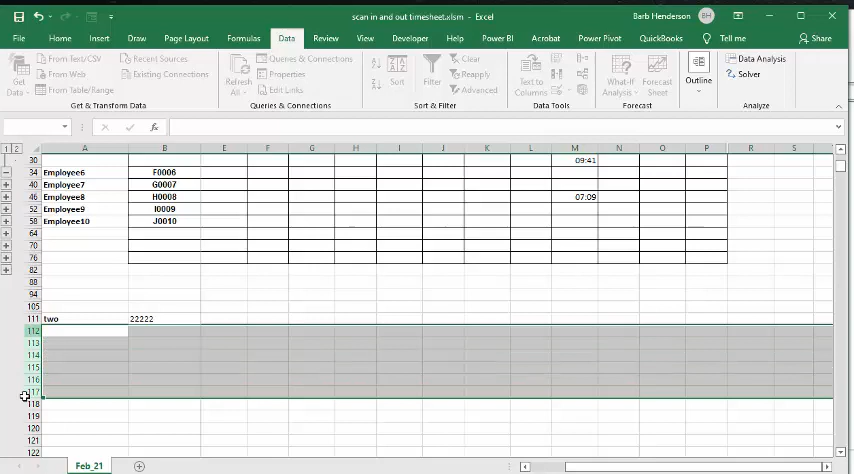 scan in and out timesheet.xlsm - Excel
Barb Henderson BH
File Home Insert Draw Page Layout Formulas Data Review View Developer Help Power BI Acrobat Power Pivot QuickBooks Tell me Share
Get Data
From Text/CSV
From Web
From Table/Range
Recent Sources
Existing Connections
Get & Transform Data
Refresh All
Queries & Connections
Properties
Edit Links
Queries & Connections
Sort
Filter
Clear
Reapply
Advanced
Sort & Filter
Text to Columns
Data Tools
What-If Analysis
Forecast Sheet
Forecast
Outline
Data Analysis
Solver
Analyze
fx
1 2 A B E F G H I J K L M N O P R S
30 09:41
34 Employee6 F0006
40 Employee7 G0007
46 Employee8 H0008 07:09
52 Employee9 I0009
58 Employee10 J0010
64
70
76
82
88
94
105
111 two 22222
112
113
114
115
116
117
118
119
120
121
122
Feb_21